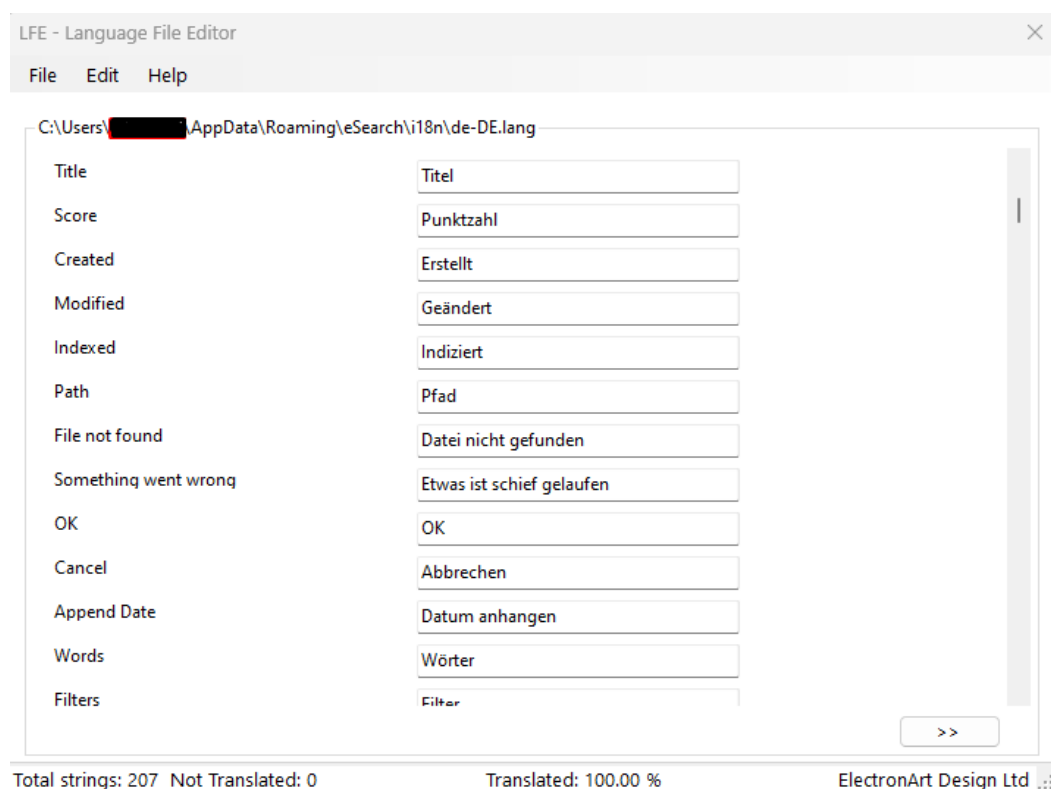 LFE - Language File Editor
File Edit Help
C:\Users\ \AppData\Roaming\eSearch\i18n\de-DE.lang
Title Titel
Score Punktzahl
Created Erstellt
Modified Geändert
Indexed Indiziert
Path Pfad
File not found Datei nicht gefunden
Something went wrong Etwas ist schief gelaufen
OK OK
Cancel Abbrechen
Append Date Datum anhangen
Words Wörter
Filters Filter
>>
Total strings: 207 Not Translated: 0 Translated: 100.00 % ElectronArt Design Ltd